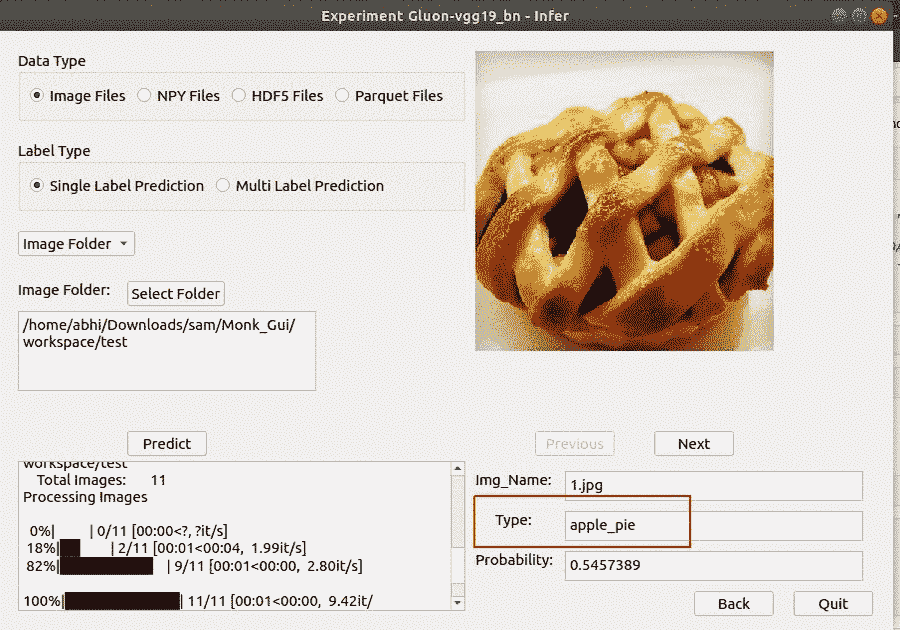 Experiment Gluon-vgg19_bn - Infer
Data Type
Image Files NPY Files HDF5 Files Parquet Files
Label Type
Single Label Prediction Multi Label Prediction
Image Folder
Image Folder: Select Folder
/home/abhi/Downloads/sam/Monk_Gui/
workspace/test
Predict
Previous Next
workspace/test
Total Images: 11
Processing Images
0%| | 0/11 [00:00<?, ?it/s]
18%| | 2/11 [00:01<00:04, 1.99it/s]
82%| | 9/11 [00:01<00:00, 2.80it/s]
100%| | 11/11 [00:01<00:00, 9.42it/
Img_Name: 1.jpg
Type: apple_pie
Probability: 0.5457389
Back Quit